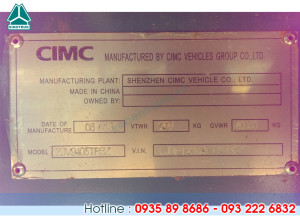 CIMC MANUFACTURED BY CIMC VEHICLES GROUP CO.,LTD
MANUFACTURING PLANT: SHENZHEN CIMC VEHICLE CO., LTD.
MADE IN CHINA
OWNED BY:
DATE OF MANUFACTURE VTWH KG GVWR KG
MODEL: V.I.N.
Hotline : 0935 89 8686 - 093 222 6832